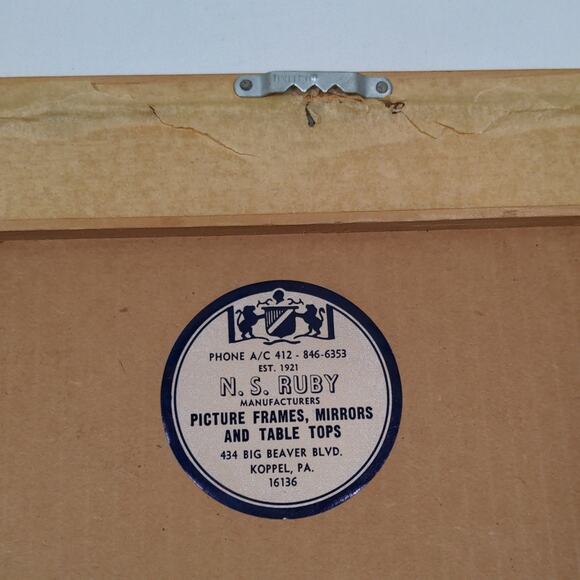 PHONE A/C 412 - 846-6353
EST. 1921
N. S. RUBY
MANUFACTURERS
PICTURE FRAMES, MIRRORS
AND TABLE TOPS
434 BIG BEAVER BLVD.
KOPPEL, PA.
16136